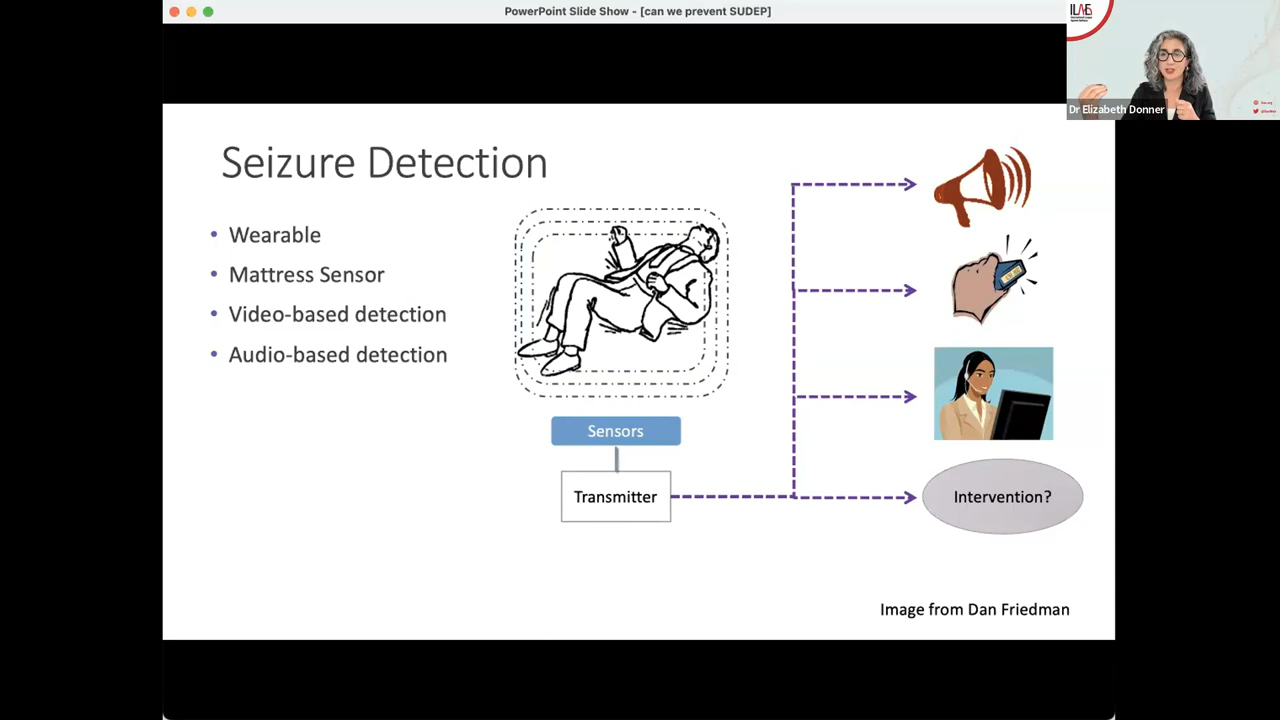 PowerPoint Slide Show - [can we prevent SUDEP]
Dr Elizabeth Donner
Seizure Detection
• Wearable
• Mattress Sensor
• Video-based detection
• Audio-based detection
Sensors
Transmitter
Intervention?
Image from Dan Friedman